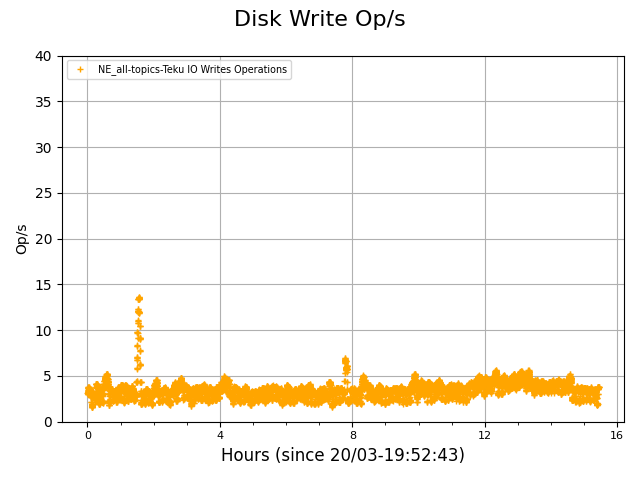 Disk Write Op/s
NE_all-topics-Teku IO Writes Operations
40
35
30
25
20
15
10
5
0
Op/s
0 4 8 12 16
Hours (since 20/03-19:52:43)